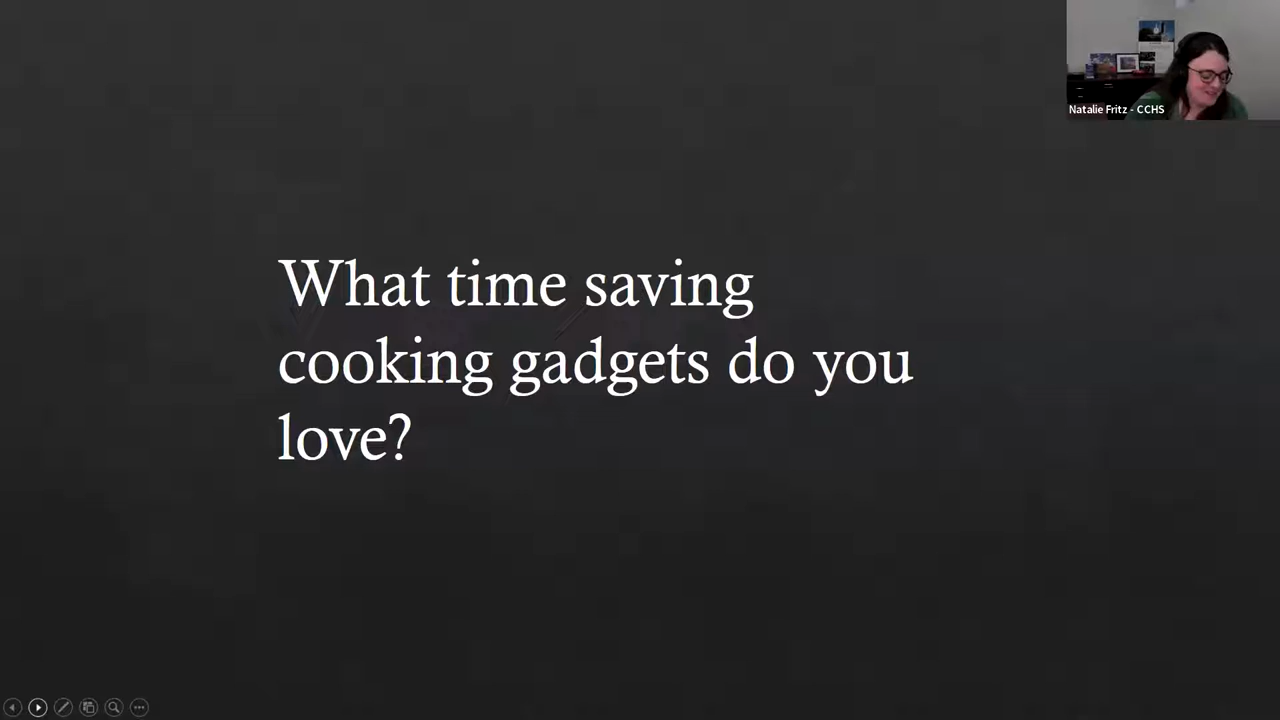 Natalie Fritz - CCHS
What time saving
cooking gadgets do you
love?